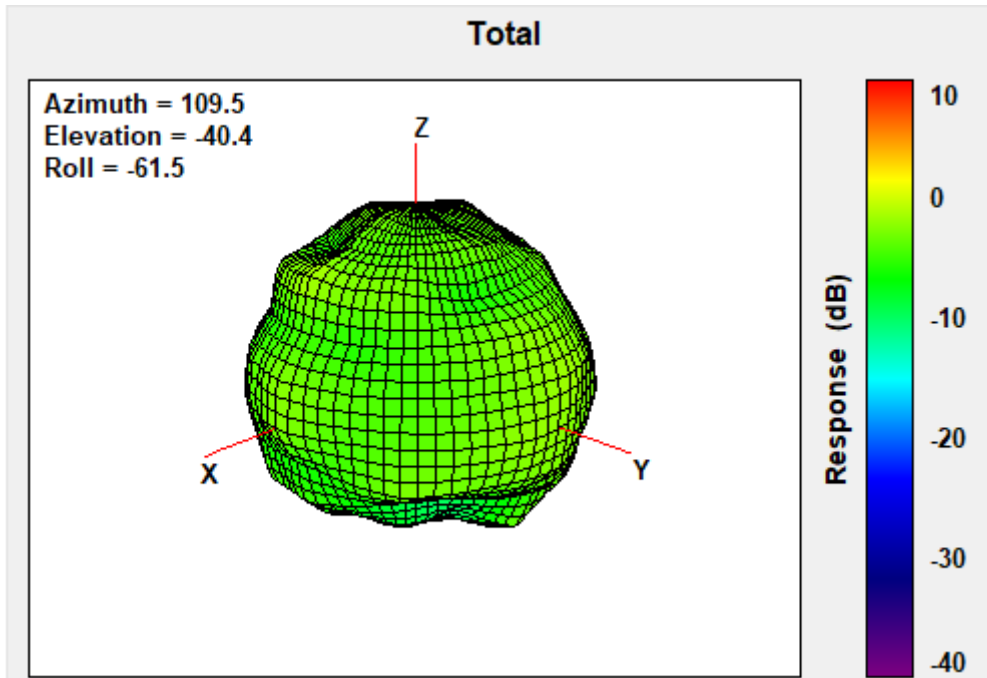 Total
Azimuth = 109.5
Elevation = -40.4
Roll = -61.5
Z
X
Y
10
0
-10
-20
-30
-40
Response (dB)